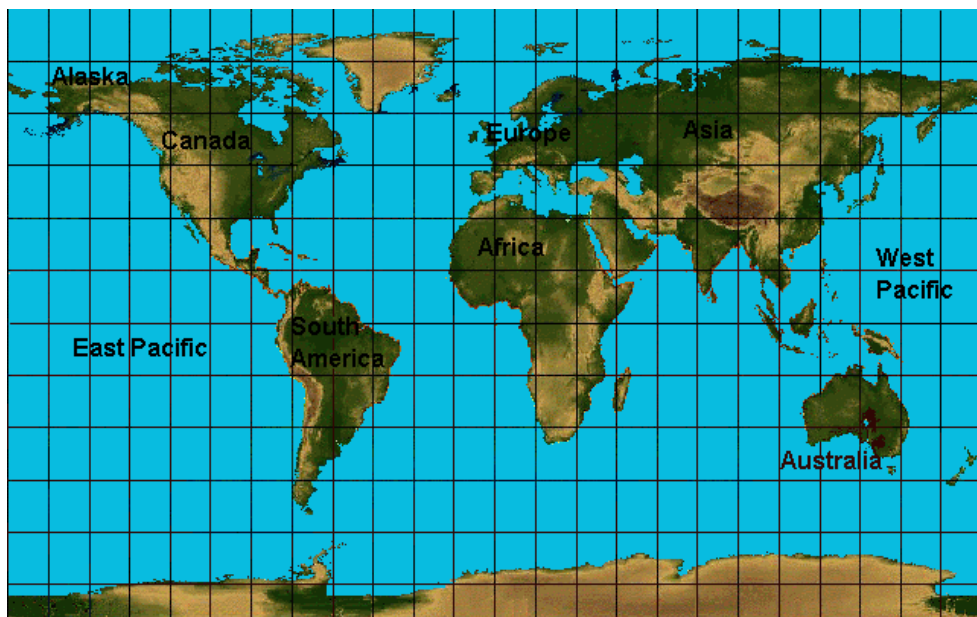 Alaska
Canada
Europe
Asia
Africa
West
Pacific
South
America
East Pacific
Australia